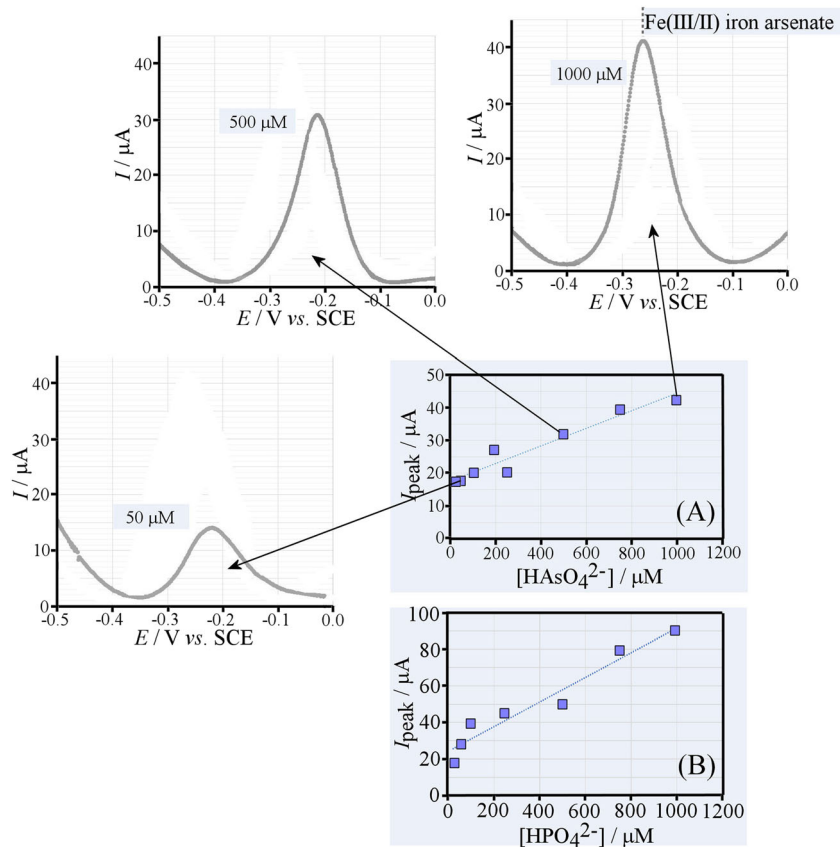 Fe(III/II) iron arsenate
40
30
20
10
0
I / μA
500 μM
-0.5 -0.4 -0.3 -0.2 -0.1 0.0
E / V vs. SCE
40
30
20
10
0
I / μA
1000 μM
-0.5 -0.4 -0.3 -0.2 -0.1 0.0
E / V vs. SCE
40
30
20
10
0
I / μA
50 μM
-0.5 -0.4 -0.3 -0.2 -0.1 0.0
E / V vs. SCE
50
40
30
20
10
0
Ipeak / μA
(A)
0 200 400 600 800 1000 1200
[HAsO4²⁻] / μM
100
80
60
40
20
0
Ipeak / μA
(B)
0 200 400 600 800 1000 1200
[HPO4²⁻] / μM